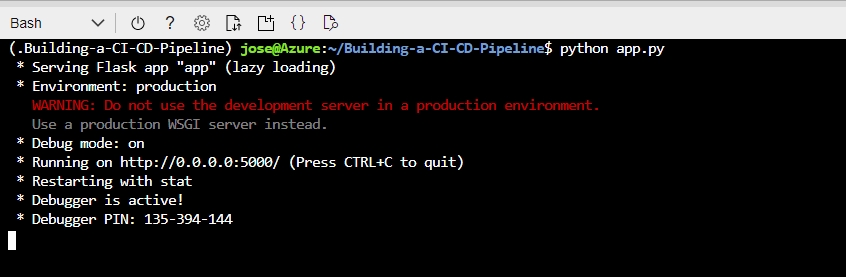 Bash
(.Building-a-CI-CD-Pipeline) jose@Azure:~/Building-a-CI-CD-Pipeline$ python app.py
* Serving Flask app "app" (lazy loading)
* Environment: production
WARNING: Do not use the development server in a production environment.
Use a production WSGI server instead.
* Debug mode: on
* Running on http://0.0.0.0:5000/ (Press CTRL+C to quit)
* Restarting with stat
* Debugger is active!
* Debugger PIN: 135-394-144